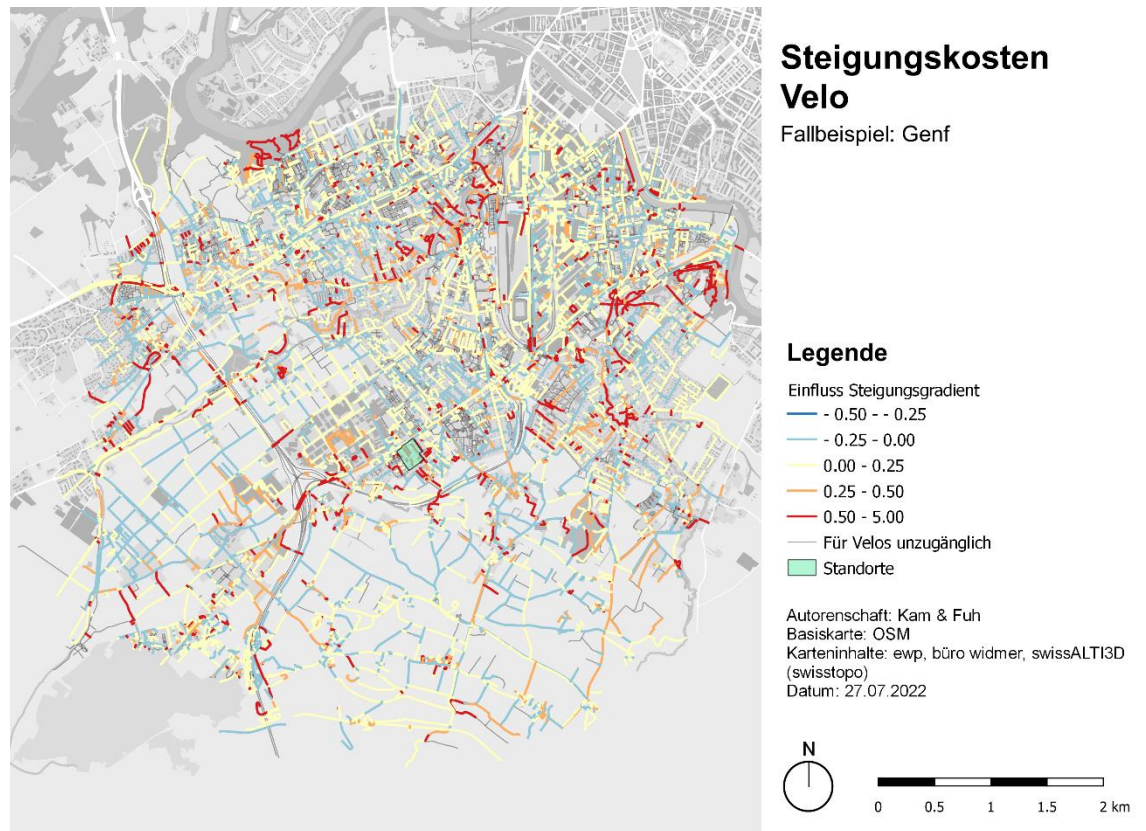 Steigungskosten
Velo
Fallbeispiel: Genf
Legende
Einfluss Steigungsgradient
- 0.50 - - 0.25
- 0.25 - 0.00
0.00 - 0.25
0.25 - 0.50
0.50 - 5.00
Für Velos unzugänglich
Standorte
Autorenschaft: Kam & Fuh
Basiskarte: OSM
Karteninhalte: ewp, büro widmer, swissALTI3D
(swisstopo)
Datum: 27.07.2022
N
0 0.5 1 1.5 2 km